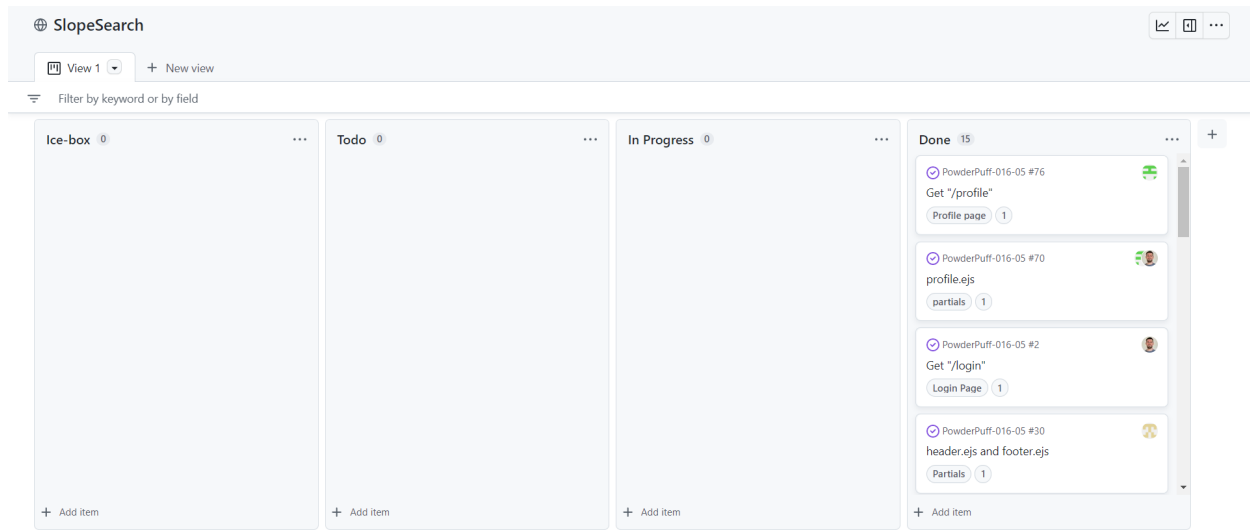 SlopeSearch
View 1
New view
Filter by keyword or by field
Ice-box 0
Add item
Todo 0
Add item
In Progress 0
Add item
Done 15
PowderPuff-016-05 #76
Get "/profile"
Profile page 1
PowderPuff-016-05 #70
profile.ejs
partials 1
PowderPuff-016-05 #2
Get "/login"
Login Page 1
PowderPuff-016-05 #30
header.ejs and footer.ejs
Partials 1
Add item